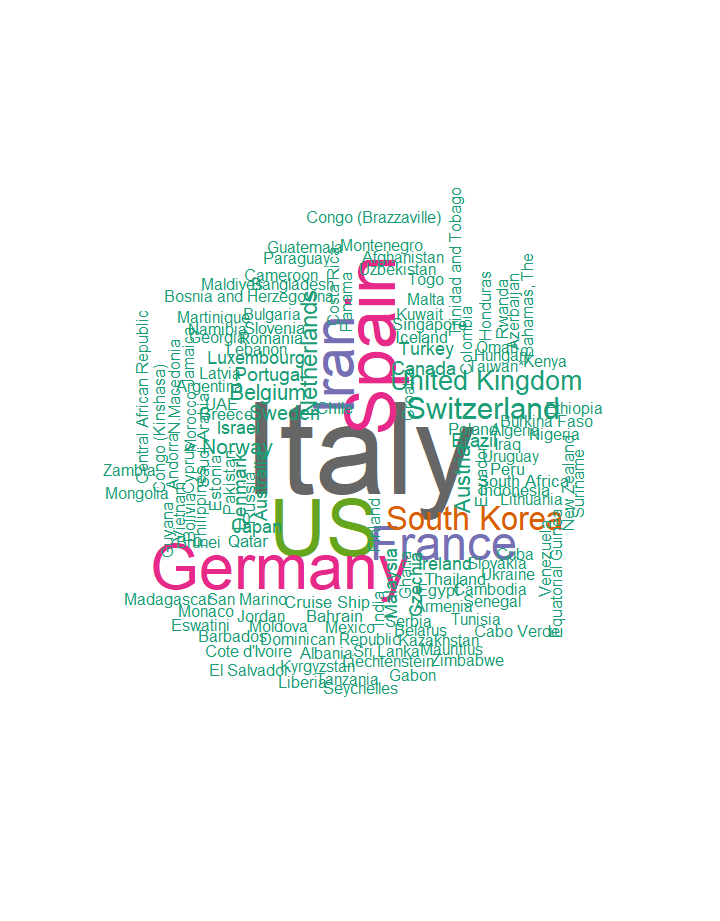 Congo (Brazzaville)
Trinidad and Tobago
Guatemala
Montenegro
Paraguay
Costa Rica
Afghanistan
Spain
Bahamas, The
Cameroon
Uzbekistan
Panama
Togo
Honduras
Rwanda
Azerbaijan
Maldives
Bangladesh
Bosnia and Herzegovina
Malta
Martinique
Bulgaria
Netherlands
Iran
Kuwait
Namibia
Slovenia
Singapore
Colombia
Georgia
Romania
Iceland
Oman
Central African Republic
N.Macedonia
Jamaica
Lebanon
Turkey
Hungary
Luxembourg
Canada
Taiwan
Kenya
Latvia
Portugal
United Kingdom
Argentina
Belgium
Croatia
UAE
Chile
Switzerland
Ethiopia
Greece
Sweden
Burkina Faso
Israel
Poland
Algeria
Nigeria
Norway
Italy
Brazil
Iraq
Congo (Kinshasa)
Andorra
Cyprus
Morocco
Saudi Arabia
Denmark
Austria
Uruguay
Zambia
Estonia
Pakistan
Russia
Australia
Ecuador
Peru
South Africa
New Zealand
Suriname
Mongolia
Indonesia
Lithuania
Guyana
Vietnam
Bolivia
Philippines
US
South Korea
Japan
Finland
France
Brunei
Qatar
Cuba
Germany
Malaysia
Ghana
Czechia
Ireland
Slovakia
Venezuela
Equatorial Guinea
Thailand
Ukraine
Egypt
Cambodia
Madagascar
San Marino
Cruise Ship
India
Armenia
Senegal
Monaco
Jordan
Bahrain
Serbia
Tunisia
Eswatini
Moldova
Mexico
Belarus
Cabo Verde
Barbados
Dominican Republic
Kazakhstan
Cote d'Ivoire
Albania
Sri Lanka
Mauritius
El Salvador
Kyrgyzstan
Liechtenstein
Zimbabwe
Liberia
Tanzania
Gabon
Seychelles